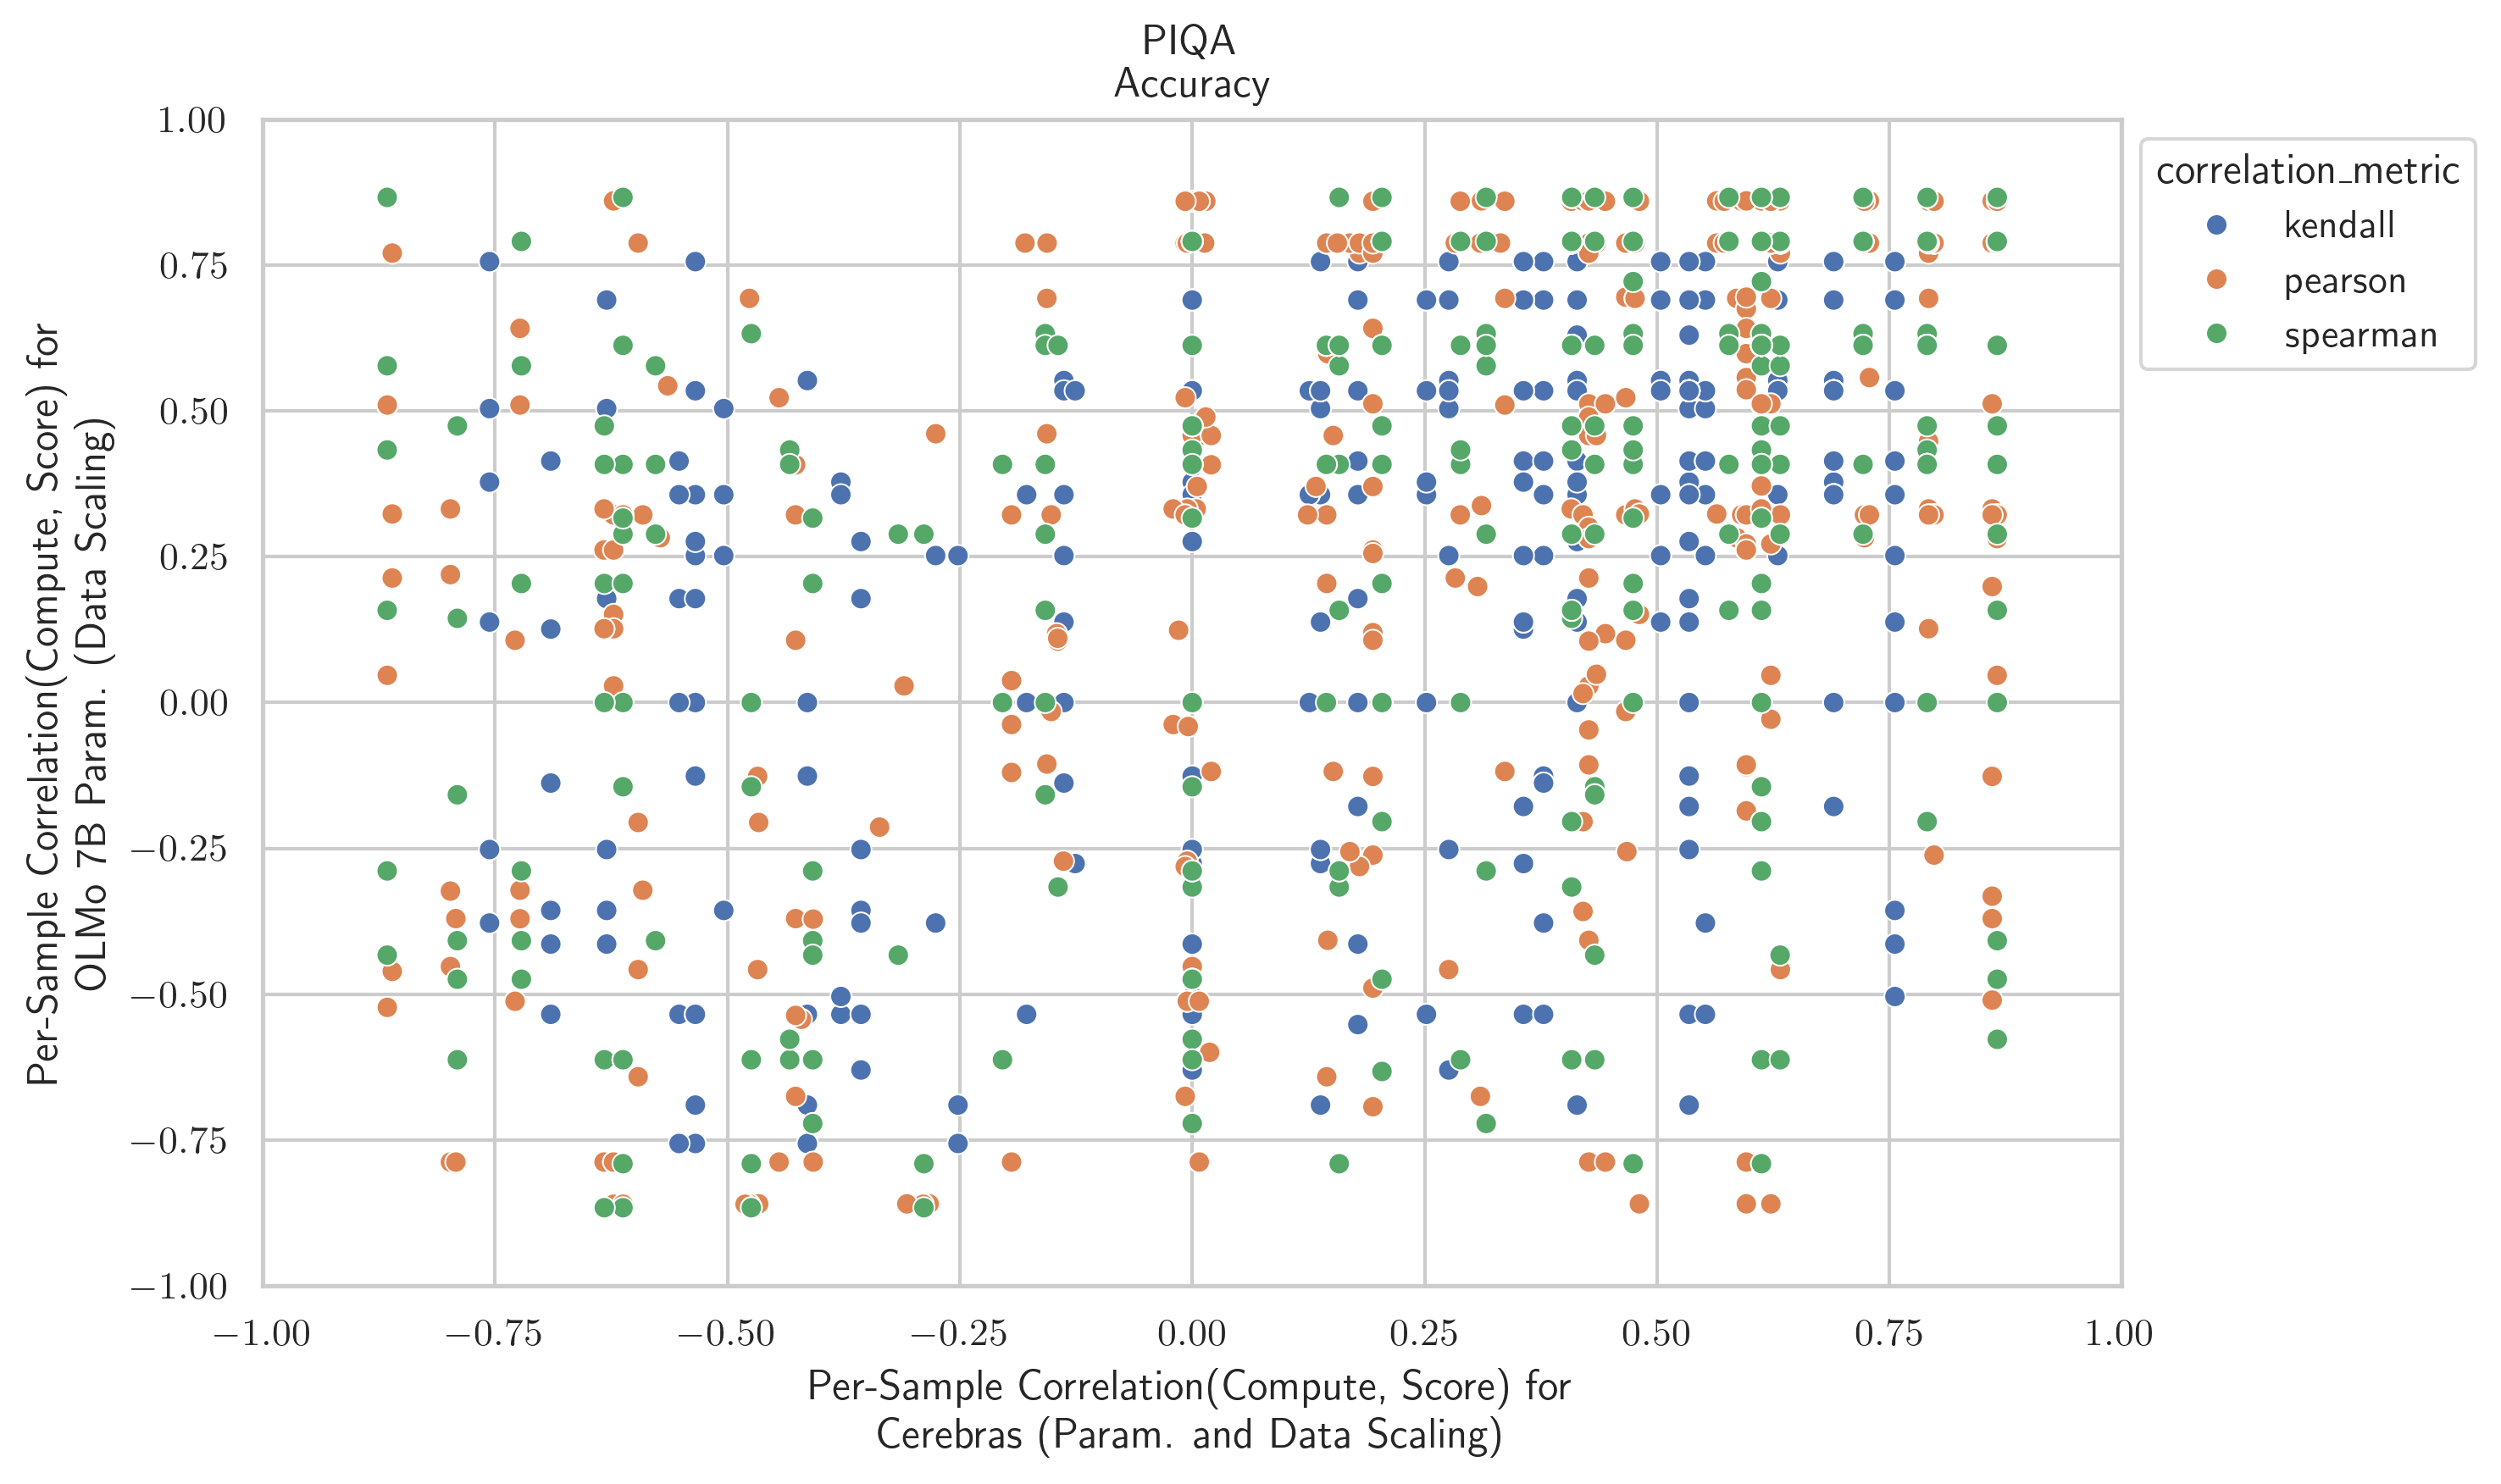 PIQA
Accuracy
1.00
0.75
0.50
0.25
0.00
−0.25
−0.50
−0.75
−1.00
Per-Sample Correlation(Compute, Score) for
OLMo 7B Param. (Data Scaling)
−1.00 −0.75 −0.50 −0.25 0.00 0.25 0.50 0.75 1.00
Per-Sample Correlation(Compute, Score) for
Cerebras (Param. and Data Scaling)
correlation_metric
kendall
pearson
spearman